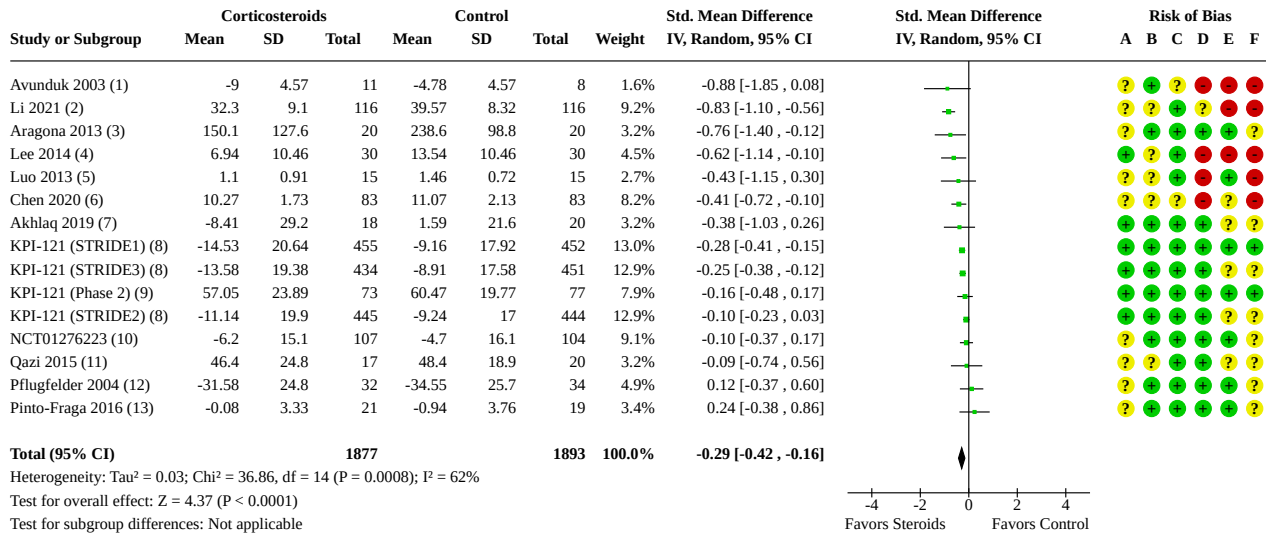 Corticosteroids Control Std. Mean Difference Std. Mean Difference Risk of Bias
Study or Subgroup Mean SD Total Mean SD Total Weight IV, Random, 95% CI IV, Random, 95% CI A B C D E F
Avunduk 2003 (1) -9 4.57 11 -4.78 4.57 8 1.6% -0.88 [-1.85 , 0.08] ? + ? - - -
Li 2021 (2) 32.3 9.1 116 39.57 8.32 116 9.2% -0.83 [-1.10 , -0.56] ? ? + ? - -
Aragona 2013 (3) 150.1 127.6 20 238.6 98.8 20 3.2% -0.76 [-1.40 , -0.12] ? + + + + ?
Lee 2014 (4) 6.94 10.46 30 13.54 10.46 30 4.5% -0.62 [-1.14 , -0.10] + ? + - - -
Luo 2013 (5) 1.1 0.91 15 1.46 0.72 15 2.7% -0.43 [-1.15 , 0.30] ? ? + - + -
Chen 2020 (6) 10.27 1.73 83 11.07 2.13 83 8.2% -0.41 [-0.72 , -0.10] ? ? ? - ? -
Akhlaq 2019 (7) -8.41 29.2 18 1.59 21.6 20 3.2% -0.38 [-1.03 , 0.26] + + + + ? ?
KPI-121 (STRIDE1) (8) -14.53 20.64 455 -9.16 17.92 452 13.0% -0.28 [-0.41 , -0.15] + + + + + +
KPI-121 (STRIDE3) (8) -13.58 19.38 434 -8.91 17.58 451 12.9% -0.25 [-0.38 , -0.12] + + + + ? ?
KPI-121 (Phase 2) (9) 57.05 23.89 73 60.47 19.77 77 7.9% -0.16 [-0.48 , 0.17] + + + + + +
KPI-121 (STRIDE2) (8) -11.14 19.9 445 -9.24 17 444 12.9% -0.10 [-0.23 , 0.03] + + + + ? ?
NCT01276223 (10) -6.2 15.1 107 -4.7 16.1 104 9.1% -0.10 [-0.37 , 0.17] ? + + + ? ?
Qazi 2015 (11) 46.4 24.8 17 48.4 18.9 20 3.2% -0.09 [-0.74 , 0.56] ? ? + + ? ?
Pflugfelder 2004 (12) -31.58 24.8 32 -34.55 25.7 34 4.9% 0.12 [-0.37 , 0.60] ? + + + + ?
Pinto-Fraga 2016 (13) -0.08 3.33 21 -0.94 3.76 19 3.4% 0.24 [-0.38 , 0.86] ? + + + + ?
Total (95% CI) 1877 1893 100.0% -0.29 [-0.42 , -0.16]
Heterogeneity: Tau² = 0.03; Chi² = 36.86, df = 14 (P = 0.0008); I² = 62%
Test for overall effect: Z = 4.37 (P < 0.0001) -4 -2 0 2 4
Test for subgroup differences: Not applicable Favors Steroids Favors Control